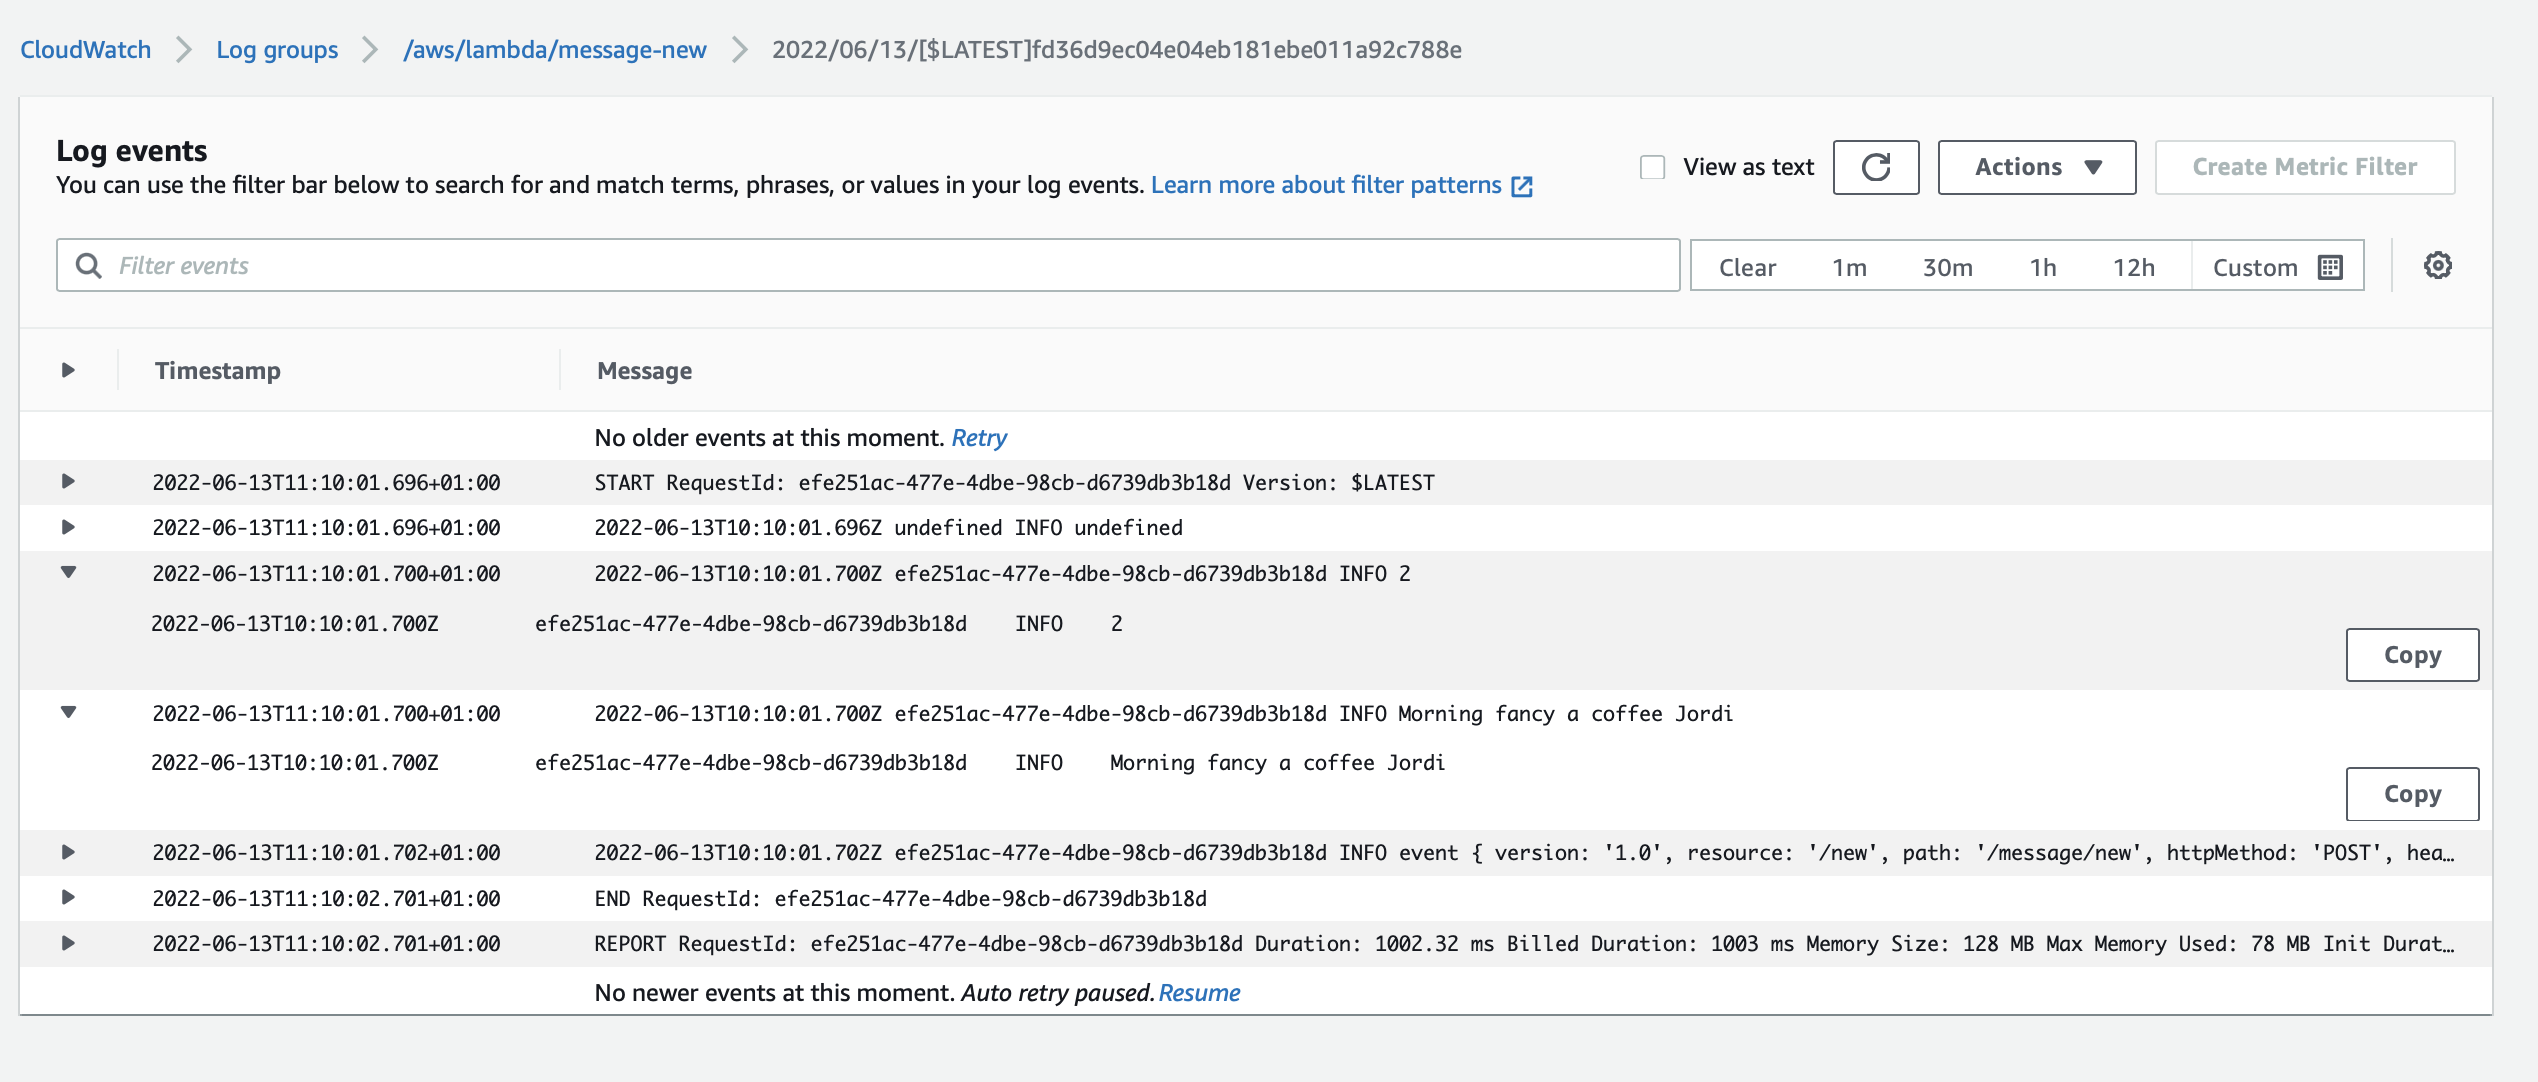 CloudWatch > Log groups > /aws/lambda/message-new > 2022/06/13/[$LATEST]fd36d9ec04e04eb181ebe011a92c788e
Log events
You can use the filter bar below to search for and match terms, phrases, or values in your log events. Learn more about filter patterns
View as text
Actions
Create Metric Filter
Filter events
Clear 1m 30m 1h 12h Custom
Timestamp Message
No older events at this moment. Retry
2022-06-13T11:10:01.696+01:00 START RequestId: efe251ac-477e-4dbe-98cb-d6739db3b18d Version: $LATEST
2022-06-13T11:10:01.696+01:00 2022-06-13T10:10:01.696Z undefined INFO undefined
2022-06-13T11:10:01.700+01:00 2022-06-13T10:10:01.700Z efe251ac-477e-4dbe-98cb-d6739db3b18d INFO 2
2022-06-13T10:10:01.700Z efe251ac-477e-4dbe-98cb-d6739db3b18d INFO 2
Copy
2022-06-13T11:10:01.700+01:00 2022-06-13T10:10:01.700Z efe251ac-477e-4dbe-98cb-d6739db3b18d INFO Morning fancy a coffee Jordi
2022-06-13T10:10:01.700Z efe251ac-477e-4dbe-98cb-d6739db3b18d INFO Morning fancy a coffee Jordi
Copy
2022-06-13T11:10:01.702+01:00 2022-06-13T10:10:01.702Z efe251ac-477e-4dbe-98cb-d6739db3b18d INFO event { version: '1.0', resource: '/new', path: '/message/new', httpMethod: 'POST', hea…
2022-06-13T11:10:02.701+01:00 END RequestId: efe251ac-477e-4dbe-98cb-d6739db3b18d
2022-06-13T11:10:02.701+01:00 REPORT RequestId: efe251ac-477e-4dbe-98cb-d6739db3b18d Duration: 1002.32 ms Billed Duration: 1003 ms Memory Size: 128 MB Max Memory Used: 78 MB Init Durat…
No newer events at this moment. Auto retry paused. Resume